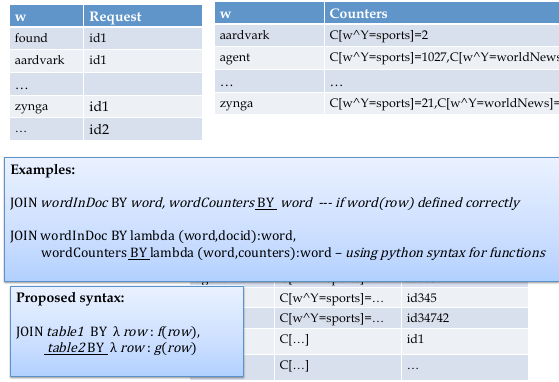 w Request
found id1
aardvark id1
…
zynga id1
… id2
w Counters
aardvark C[w^Y=sports]=2
agent C[w^Y=sports]=1027,C[w^Y=worldNews
… …
zynga C[w^Y=sports]=21,C[w^Y=worldNews]=
Examples:
JOIN wordInDoc BY word, wordCounters BY word --- if word(row) defined correctly
JOIN wordInDoc BY lambda (word,docid):word,
wordCounters BY lambda (word,counters):word – using python syntax for functions
Proposed syntax:
JOIN table1 BY λ row : f(row),
table2 BY λ row : g(row)
C[w^Y=sports]=… id345
C[w^Y=sports]=… id34742
C[…] id1
C[…] …